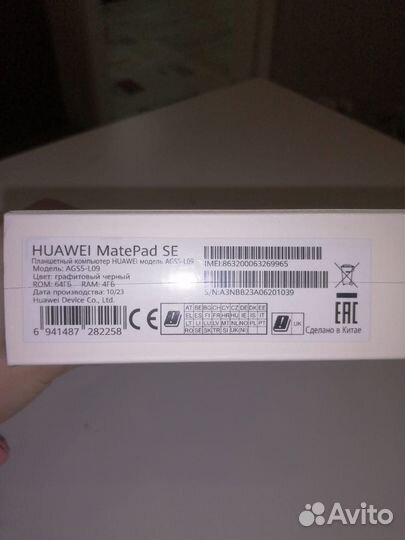 HUAWEI MatePad SE
Планшетный компьютер HUAWEI модель AGS5-L09
Модель: AGS5-L09
Цвет: графитовый черный
ROM: 64Гб RAM: 4Гб
Дата производства: 10/23
Huawei Device Co., Ltd.
6 941487 282258
IMEI:863200063269965
S/N:A3NBB23A06201039
CE
AT BE BG CH CY CZ DE DK EE
EL ES FI FR HR HU IE IS IT
LT LI LU LV MT NL NO PL PT
RO SE SK TR SI UK(NI)
UK
EAC
Сделано в Китае
Avito